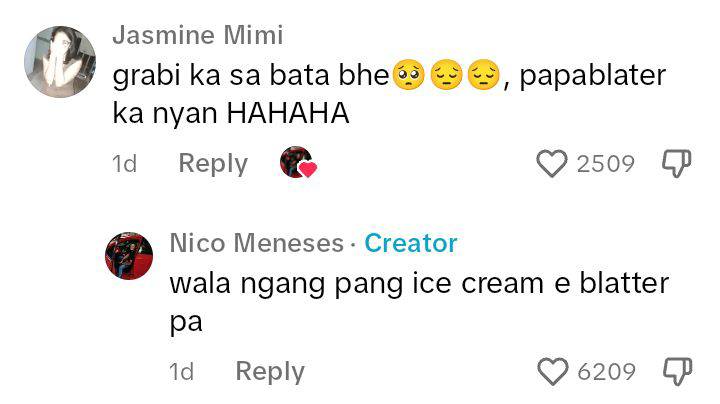 Jasmine Mimi
grabi ka sa bata bhe🥺😔😔, papablater
ka nyan HAHAHA
1d Reply 2509
Nico Meneses · Creator
wala ngang pang ice cream e blatter
pa
1d Reply 6209